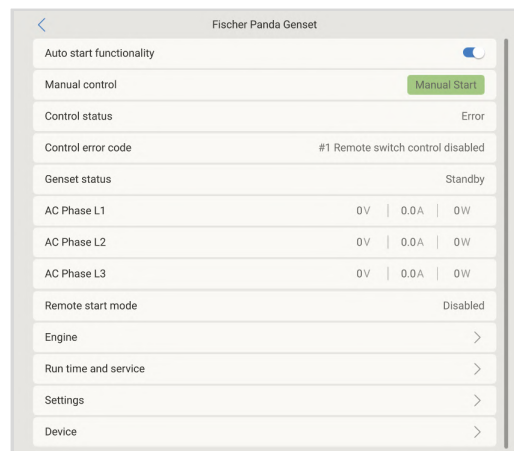 Fischer Panda Genset
Auto start functionality
Manual control Manual Start
Control status Error
Control error code #1 Remote switch control disabled
Genset status Standby
AC Phase L1 0V 0.0A 0W
AC Phase L2 0V 0.0A 0W
AC Phase L3 0V 0.0A 0W
Remote start mode Disabled
Engine
Run time and service
Settings
Device